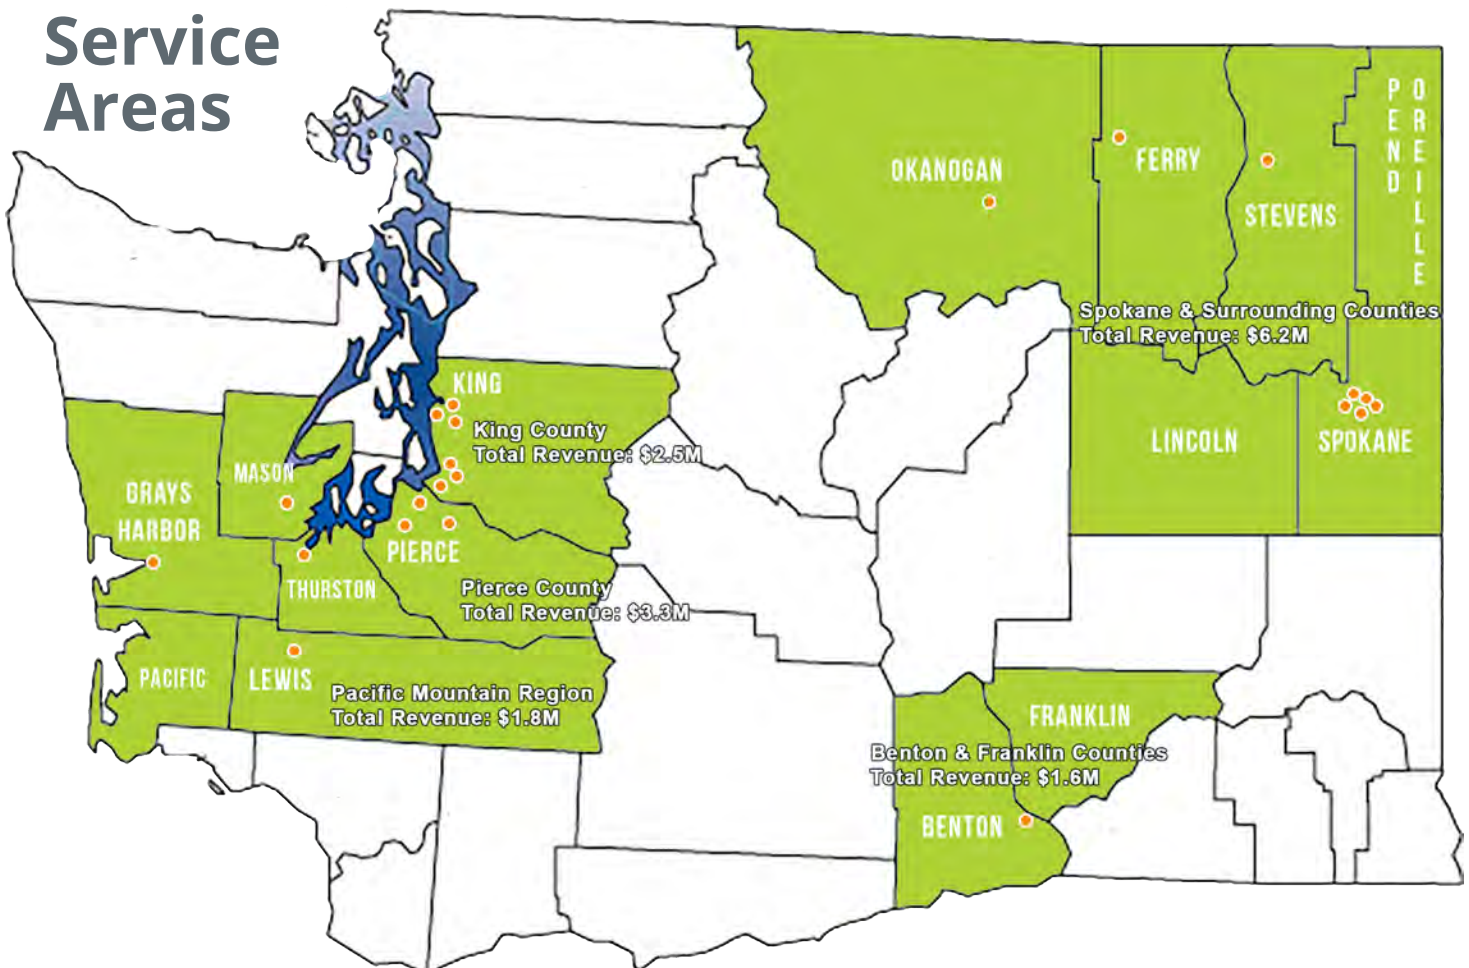 Service
Areas
OKANOGAN
FERRY
STEVENS
PEND
OREILLE
Spokane & Surrounding Counties
Total Revenue: $6.2M
LINCOLN
SPOKANE
KING
King County
Total Revenue: $2.5M
MASON
GRAYS
HARBOR
PIERCE
THURSTON
Pierce County
Total Revenue: $3.3M
PACIFIC
LEWIS
Pacific Mountain Region
Total Revenue: $1.8M
FRANKLIN
Benton & Franklin Counties
Total Revenue: $1.6M
BENTON